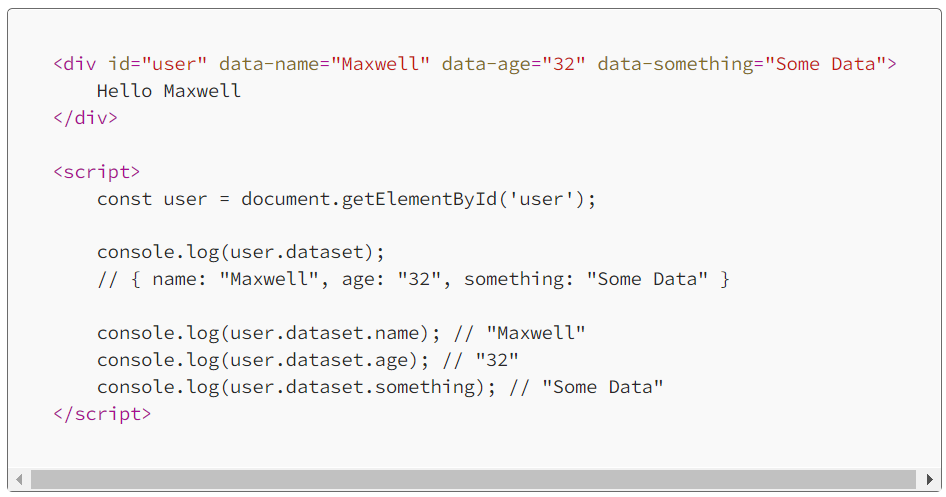 <div id="user" data-name="Maxwell" data-age="32" data-something="Some Data">
    Hello Maxwell
</div>

<script>
    const user = document.getElementById('user');

    console.log(user.dataset);
    // { name: "Maxwell", age: "32", something: "Some Data" }

    console.log(user.dataset.name); // "Maxwell"
    console.log(user.dataset.age); // "32"
    console.log(user.dataset.something); // "Some Data"
</script>